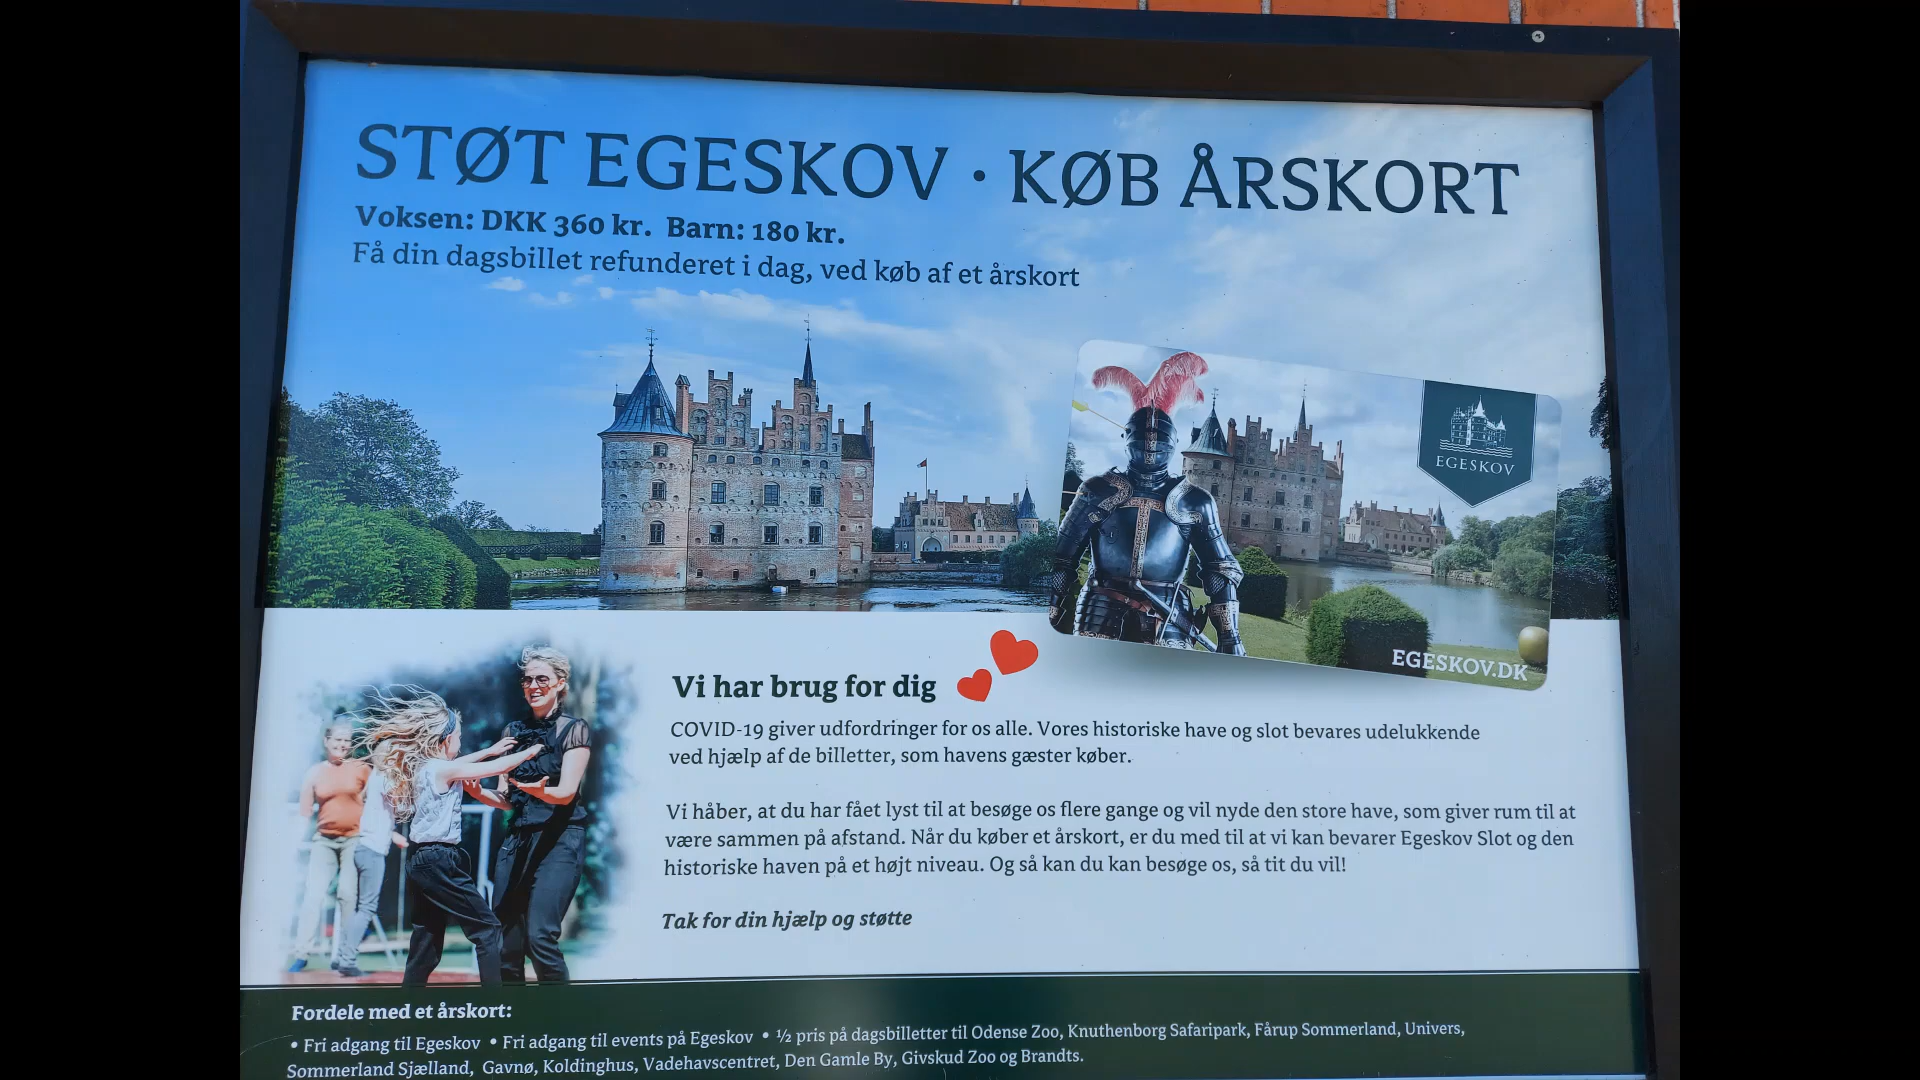 STØT EGESKOV · KØB ÅRSKORT
Voksen: DKK 360 kr. Barn: 180 kr.
Få din dagsbillet refunderet i dag, ved køb af et årskort
EGESKOV
EGESKOV.DK
Vi har brug for dig
COVID-19 giver udfordringer for os alle. Vores historiske have og slot bevares udelukkende
ved hjælp af de billetter, som havens gæster køber.
Vi håber, at du har fået lyst til at besøge os flere gange og vil nyde den store have, som giver rum til at
være sammen på afstand. Når du køber et årskort, er du med til at vi kan bevarer Egeskov Slot og den
historiske haven på et højt niveau. Og så kan du kan besøge os, så tit du vil!
Tak for din hjælp og støtte
Fordele med et årskort:
• Fri adgang til Egeskov • Fri adgang til events på Egeskov • ½ pris på dagsbilletter til Odense Zoo, Knuthenborg Safaripark, Fårup Sommerland, Univers,
Sommerland Sjælland, Gavnø, Koldinghus, Vadehavscentret, Den Gamle By, Givskud Zoo og Brandts.